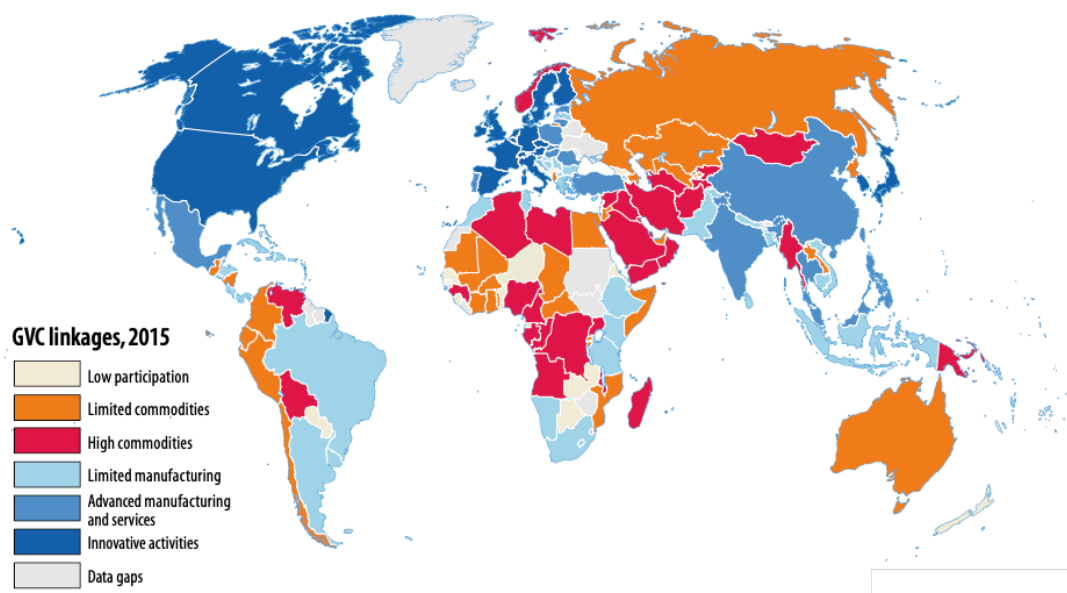 GVC linkages, 2015
Low participation
Limited commodities
High commodities
Limited manufacturing
Advanced manufacturing
and services
Innovative activities
Data gaps